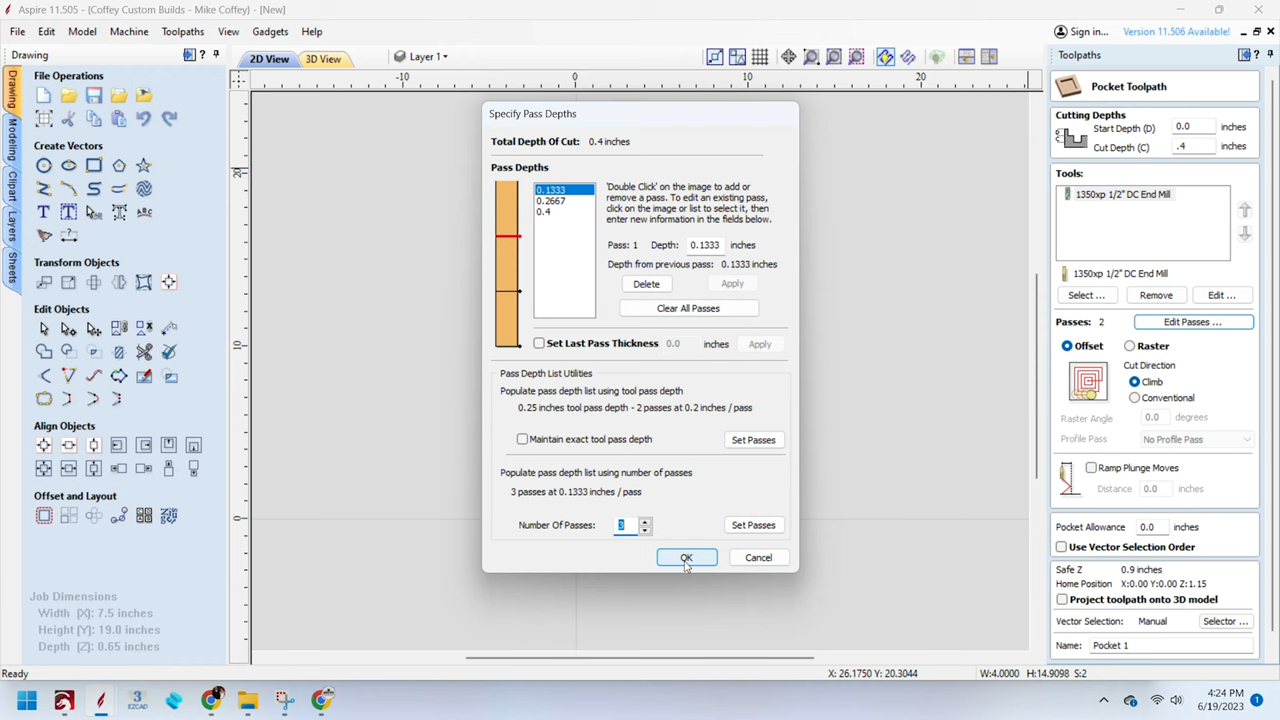 Aspire 11.505 - {Coffey Custom Builds - Mike Coffey} - [New]
File Edit Model Machine Toolpaths View Gadgets Help
Sign in... Version 11.506 Available!
Drawing
2D View 3D View Layer 1
Toolpaths
Drawing
Modeling
Clipart
Layers
Sheets
File Operations
Create Vectors
Transform Objects
Edit Objects
Align Objects
Offset and Layout
Job Dimensions
Width (X): 7.5 inches
Height (Y): 19.0 inches
Depth (Z): 0.65 inches
-10 0 10 20
20
10
0
Specify Pass Depths
Total Depth Of Cut: 0.4 inches
Pass Depths
0.1333
0.2667
0.4
'Double Click' on the image to add or
remove a pass. To edit an existing pass,
click on the image or list to select it, then
enter new information in the fields below.
Pass: 1 Depth: 0.1333 inches
Depth from previous pass: 0.1333 inches
Delete Apply
Clear All Passes
Set Last Pass Thickness 0.0 inches Apply
Pass Depth List Utilities
Populate pass depth list using tool pass depth
0.25 inches tool pass depth - 2 passes at 0.2 inches / pass
Maintain exact tool pass depth Set Passes
Populate pass depth list using number of passes
3 passes at 0.1333 inches / pass
Number Of Passes: 3 Set Passes
OK Cancel
Pocket Toolpath
Cutting Depths
Start Depth (D) 0.0 inches
Cut Depth (C) .4 inches
Tools:
1350xp 1/2" DC End Mill
1350xp 1/2" DC End Mill
Select ... Remove Edit ...
Passes: 2 Edit Passes ...
Offset Raster
Cut Direction
Climb
Conventional
Raster Angle 0.0 degrees
Profile Pass No Profile Pass
Ramp Plunge Moves
Distance 0.0 inches
Pocket Allowance 0.0 inches
Use Vector Selection Order
Safe Z 0.9 inches
Home Position X:0.00 Y:0.00 Z:1.15
Project toolpath onto 3D model
Vector Selection: Manual Selector ...
Name: Pocket 1
Ready X: 26.1750 Y: 20.3044 W:4.0000 H:14.9098 S:2
EZCAD
4:24 PM
6/19/2023
1